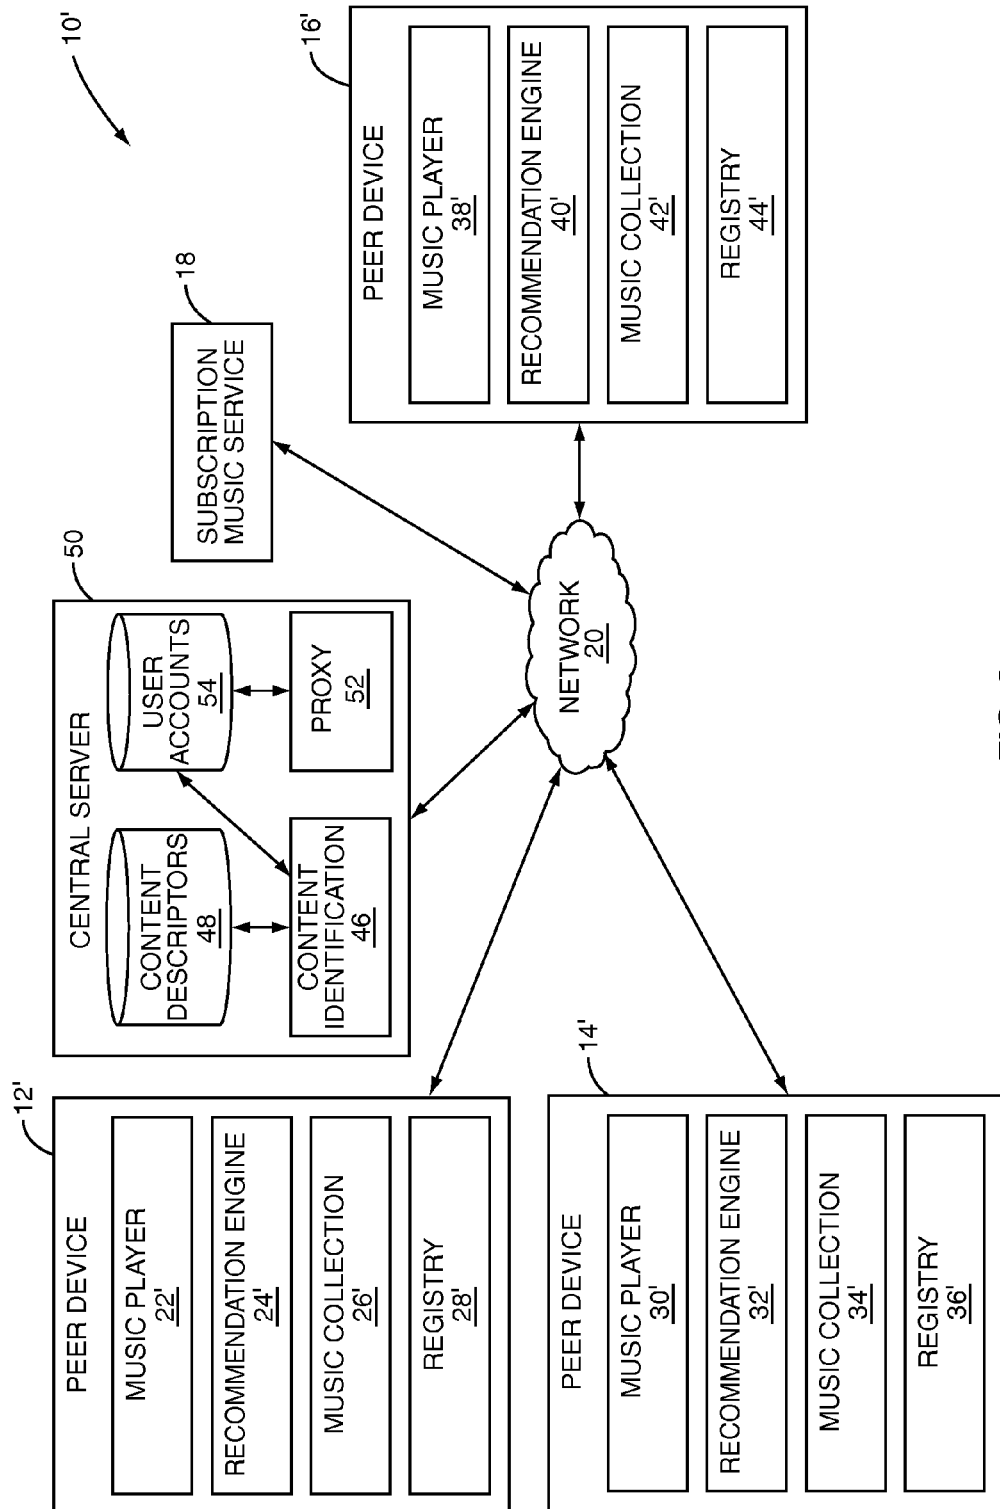 10'
12'
PEER DEVICE
MUSIC PLAYER
22'
RECOMMENDATION ENGINE
24'
MUSIC COLLECTION
26'
REGISTRY
28'
50
CENTRAL SERVER
CONTENT
DESCRIPTORS
48
USER
ACCOUNTS
54
CONTENT
IDENTIFICATION
46
PROXY
52
18
SUBSCRIPTION
MUSIC SERVICE
16'
PEER DEVICE
MUSIC PLAYER
38'
RECOMMENDATION ENGINE
40'
MUSIC COLLECTION
42'
REGISTRY
44'
NETWORK
20
14'
PEER DEVICE
MUSIC PLAYER
30'
RECOMMENDATION ENGINE
32'
MUSIC COLLECTION
34'
REGISTRY
36'